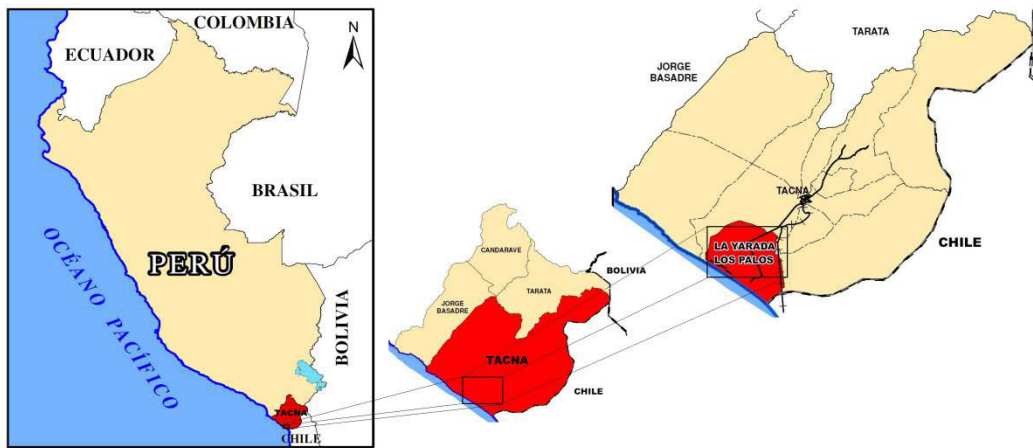 COLOMBIA
ECUADOR
N
BRASIL
OCÉANO PACÍFICO
PERÚ
BOLIVIA
TACNA
CHILE
CANDARAVE
BOLIVIA
JORGE
BASADRE
TARATA
TACNA
CHILE
TARATA
JORGE
BASADRE
TACNA
LA YARADA
LOS PALOS
CHILE